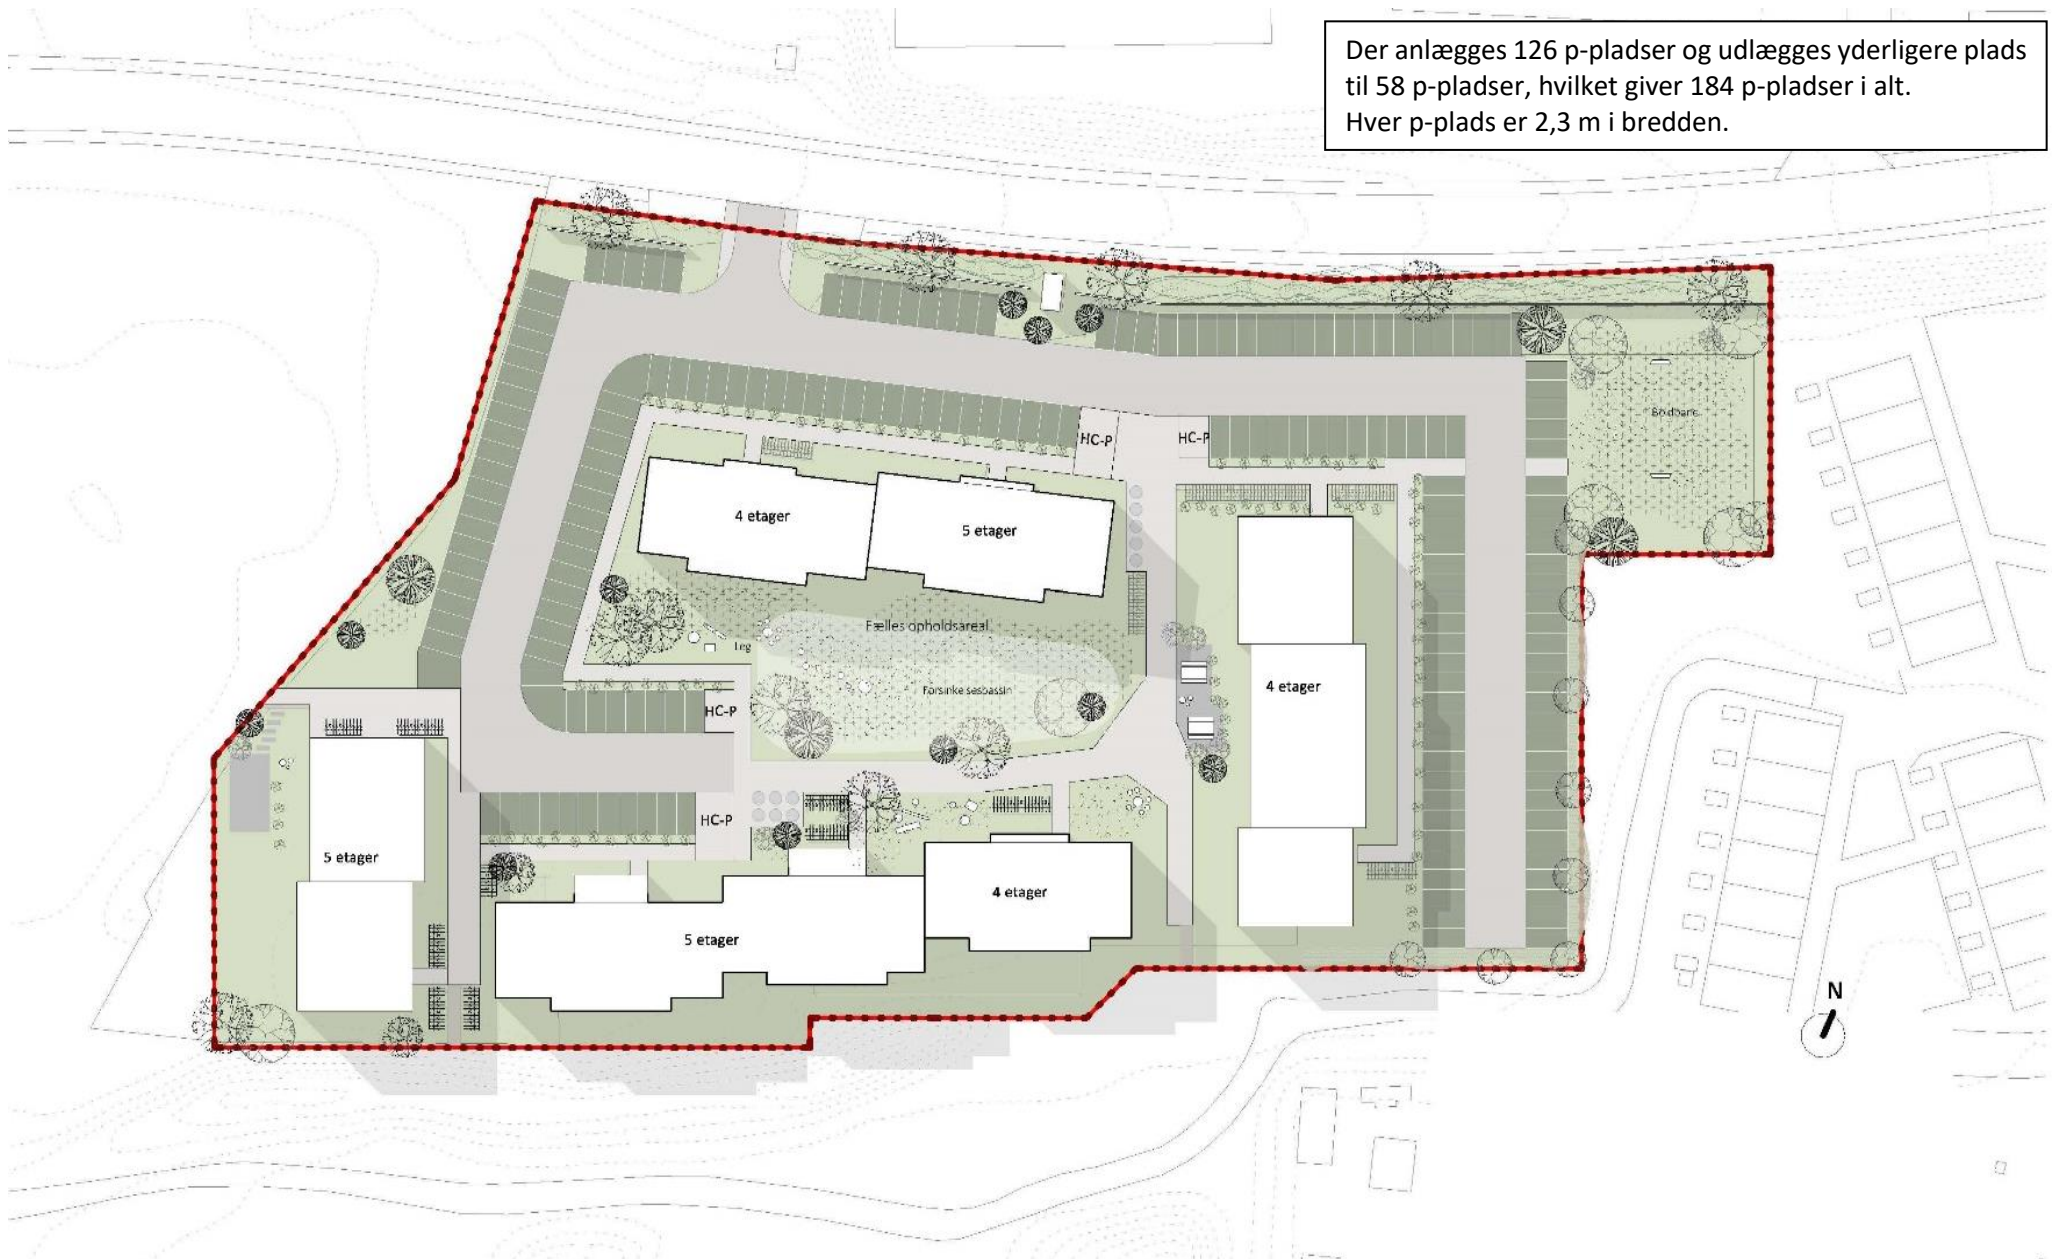 Der anlægges 126 p-pladser og udlægges yderligere plads
til 58 p-pladser, hvilket giver 184 p-pladser i alt.
Hver p-plads er 2,3 m i bredden.
Boldbane
HC-P
HC-P
4 etager
5 etager
Fælles opholdsareal
Leg
Forsinkelsesbassin
4 etager
HC-P
HC-P
5 etager
4 etager
5 etager
N